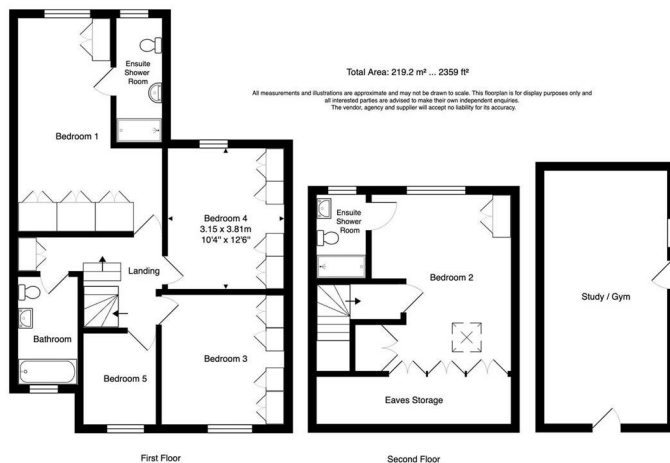 Total Area: 219.2 m² ... 2359 ft²
All measurements and illustrations are approximate and may not be drawn to scale. This floorplan is for display purposes only and
all interested parties are advised to make their own independent enquiries.
The vendor, agency and supplier will accept no liability for its accuracy.
Ensuite
Shower
Room
Bedroom 1
Bedroom 4
3.15 x 3.81m
10'4" x 12'6"
Landing
Bathroom
Bedroom 5
Bedroom 3
First Floor
Ensuite
Shower
Room
Bedroom 2
Eaves Storage
Second Floor
Study / Gym